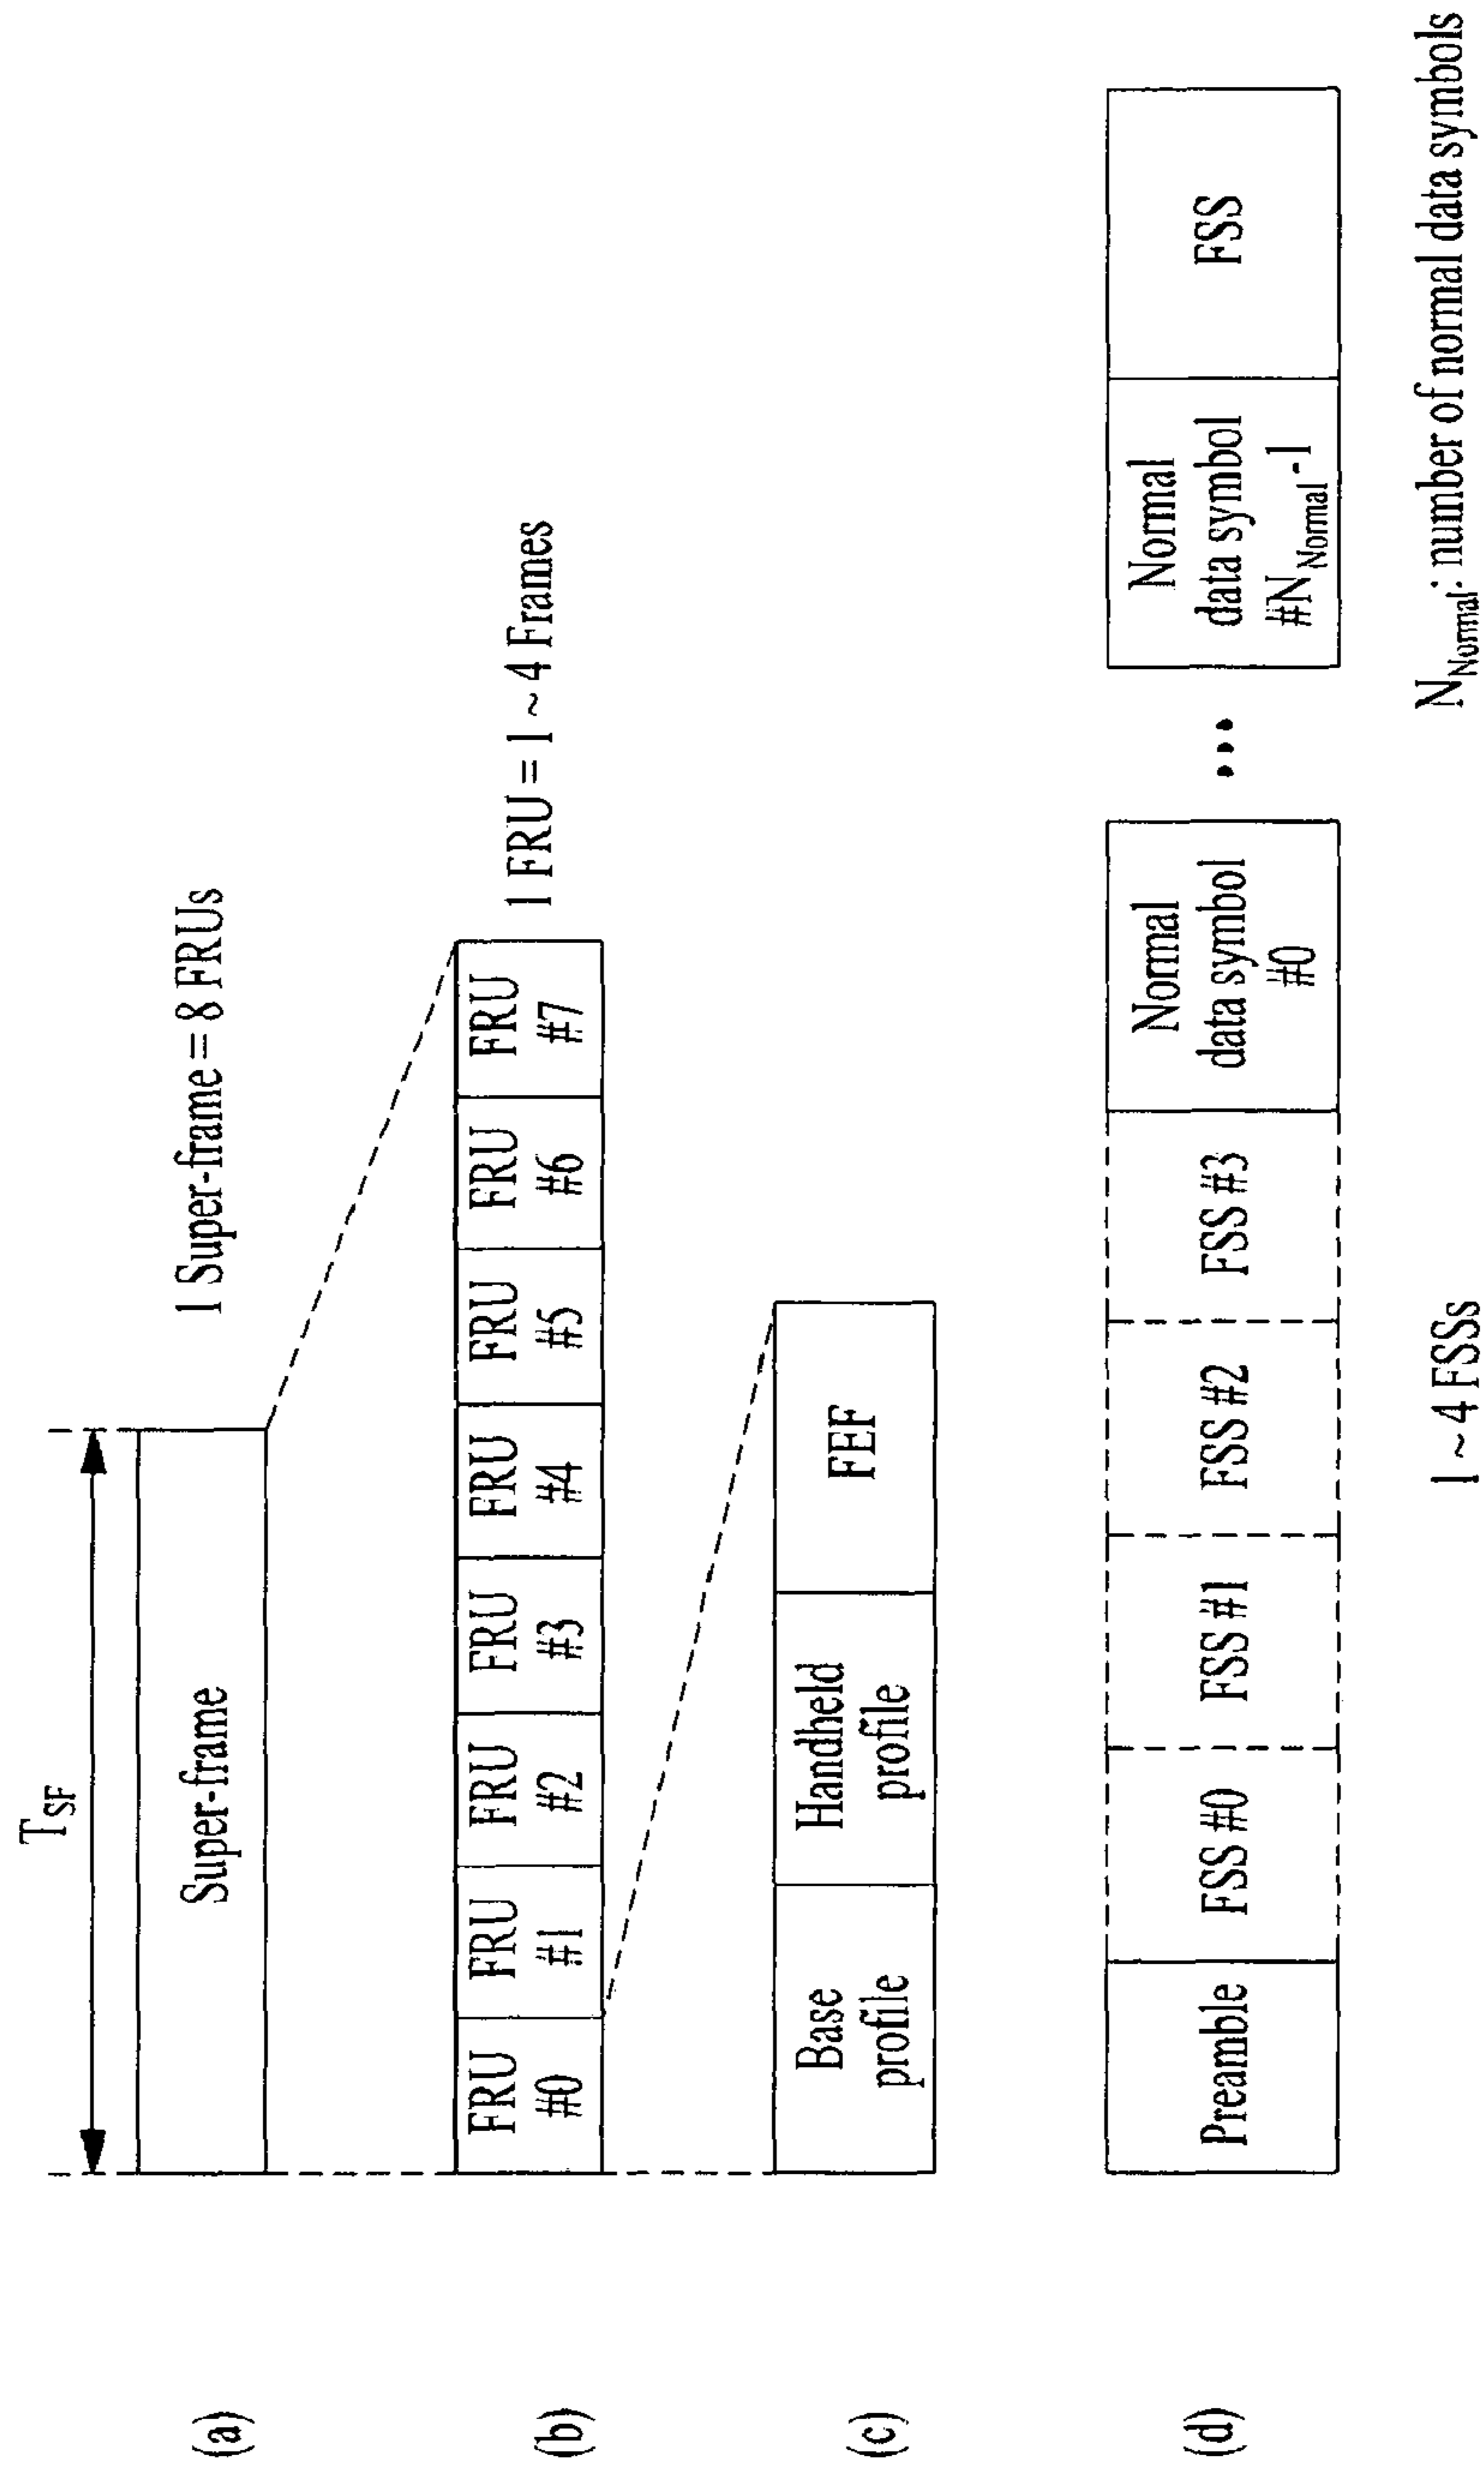 T_SF
(a)
Super-frame
1 Super-frame = 8 FRUs
(b)
FRU
#0
FRU
#1
FRU
#2
FRU
#3
FRU
#4
FRU
#5
FRU
#6
FRU
#7
1 FRU = 1 ~ 4 Frames
(c)
Base
profile
Handheld
profile
FEF
(d)
Preamble
FSS #0
FSS #1
FSS #2
FSS #3
Normal
data symbol
#0
•••
Normal
data symbol
#N_Normal-1
FSS
1 ~ 4 FSSs
N_Normal: number of normal data symbols